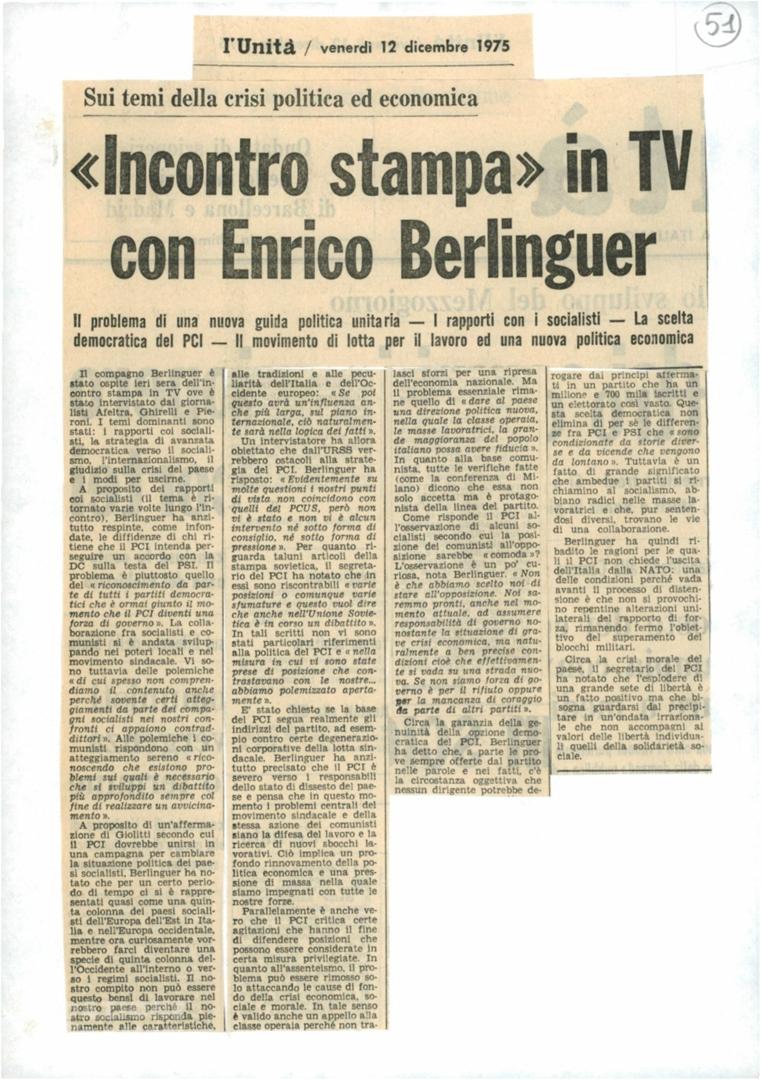 51
l'Unità / venerdì 12 dicembre 1975
Sui temi della crisi politica ed economica
«Incontro stampa» in TV
con Enrico Berlinguer
Il problema di una nuova guida politica unitaria — I rapporti con i socialisti — La scelta
democratica del PCI — Il movimento di lotta per il lavoro ed una nuova politica economica
Il compagno Berlinguer è
stato ospite ieri sera dell'in-
contro stampa in TV ove è
stato intervistato dai giorna-
listi Afeltra, Ghirelli e Pie-
roni. I temi dominanti sono
stati: i rapporti coi sociali-
sti, la strategia di avanzata
democratica verso il sociali-
smo, l'internazionalismo, il
giudizio sulla crisi del paese
e i modi per uscirne.
A proposito dei rapporti
coi socialisti (il tema è ri-
tornato varie volte lungo l'in-
contro), Berlinguer ha anzi-
tutto respinte, come infon-
date, le diffidenze di chi ri-
tiene che il PCI intenda per-
seguire un accordo con la
DC sulla testa del PSI. Il
problema è piuttosto quello
del «riconoscimento da par-
te di tutti i partiti democra-
tici che è ormai giunto il mo-
mento che il PCI diventi una
forza di governo». La colla-
borazione fra socialisti e co-
munisti si è andata svilup-
pando nei poteri locali e nel
movimento sindacale. Vi so-
no tuttavia delle polemiche
«di cui spesso non compren-
diamo il contenuto anche
perché sovente certi atteg-
giamenti da parte dei compa-
gni socialisti nei nostri con-
fronti ci appaiono contrad-
dittori». Alle polemiche i co-
munisti rispondono con un
atteggiamento sereno «rico-
noscendo che esistono pro-
blemi sui quali è necessario
che si sviluppi un dibattito
più approfondito sempre col
fine di realizzare un avvicina-
mento».
A proposito di un'afferma-
zione di Giolitti secondo cui
il PCI dovrebbe unirsi in
una campagna per cambiare
la situazione politica dei pae-
si socialisti, Berlinguer ha no-
tato che per un certo perio-
do di tempo ci si è rappre-
sentati quasi come una quin-
ta colonna dei paesi sociali-
sti dell'Europa dell'Est in Ita-
lia e nell'Europa occidentale,
mentre ora curiosamente vor-
rebbero farci diventare una
specie di quinta colonna del-
l'Occidente all'interno o ver-
so i regimi socialisti. Il no-
stro compito non può essere
questo bensì di lavorare nel
nostro paese perché il no-
stro socialismo risponda pie-
namente alle caratteristiche,
alle tradizioni e alle pecu-
liarità dell'Italia e dell'Oc-
cidente europeo: «Se poi
questo avrà un'influenza an-
che più larga, sul piano in-
ternazionale, ciò naturalmen-
te sarà nella logica dei fatti».
Un intervistatore ha allora
obiettato che dall'URSS ver-
rebbero ostacoli alla strate-
gia del PCI. Berlinguer ha
risposto: «Evidentemente su
molte questioni i nostri punti
di vista non coincidono con
quelli del PCUS, però non
vi è stato e non vi è alcun
intervento né sotto forma di
consiglio, né sotto forma di
pressione». Per quanto ri-
guarda taluni articoli della
stampa sovietica, il segreta-
rio del PCI ha notato che in
essi sono riscontrabili «varie
posizioni o comunque varie
sfumature e questo vuol dire
che anche nell'Unione Sovie-
tica è in corso un dibattito».
In tali scritti non vi sono
stati particolari riferimenti
alla politica del PCI e «nella
misura in cui vi sono state
prese di posizione che con-
trastavano con le nostre...
abbiamo polemizzato aperta-
mente».
E' stato chiesto se la base
del PCI segua realmente gli
indirizzi del partito, ad esem-
pio contro certe degenerazio-
ni corporative della lotta sin-
dacale. Berlinguer ha anzi-
tutto precisato che il PCI è
severo verso i responsabili
dello stato di dissesto del pae-
se e pensa che in questo mo-
mento i problemi centrali del
movimento sindacale e della
stessa azione dei comunisti
siano la difesa del lavoro e la
ricerca di nuovi sbocchi la-
vorativi. Ciò implica un pro-
fondo rinnovamento della po-
litica economica e una pres-
sione di massa nella quale
siamo impegnati con tutte le
nostre forze.
Parallelamente è anche ve-
ro che il PCI critica certe
agitazioni che hanno il fine
di difendere posizioni che
possono essere considerate in
certa misura privilegiate. In
quanto all'assenteismo, il pro-
blema può essere rimosso so-
lo attaccando le cause di fon-
do della crisi economica, so-
ciale e morale. In tale senso
è valido anche un appello alla
classe operaia perché non tra-
lasci sforzi per una ripresa
dell'economia nazionale. Ma
il problema essenziale rima-
ne quello di «dare al paese
una direzione politica nuova,
nella quale la classe operaia,
le masse lavoratrici, la gran-
de maggioranza del popolo
italiano possa avere fiducia».
In quanto alla base comuni-
sta, tutte le verifiche fatte
(come la conferenza di Mi-
lano) dicono che essa non
solo accetta ma è protagoni-
sta della linea del partito.
Come risponde il PCI al-
l'osservazione di alcuni so-
cialisti secondo cui la posi-
zione dei comunisti all'oppo-
sizione sarebbe «comoda»?
L'osservazione è un po' cu-
riosa, nota Berlinguer. «Non
è che abbiamo scelto noi di
stare all'opposizione. Noi sa-
remmo pronti, anche nel mo-
mento attuale, ad assumere
responsabilità di governo no-
nostante la situazione di gra-
ve crisi economica, ma natu-
ralmente a ben precise con-
dizioni cioè che effettivamen-
te si vada su una strada nuo-
va. Se non siamo forza di go-
verno è per il rifiuto oppure
per la mancanza di coraggio
da parte di altri partiti».
Circa la garanzia della ge-
nuinità della opzione demo-
cratica del PCI, Berlinguer
ha detto che, a parte le pro-
ve sempre offerte dal partito
nelle parole e nei fatti, c'è
la circostanza oggettiva che
nessun dirigente potrebbe de-
rogare dai principi afferma-
ti in un partito che ha un
milione e 700 mila iscritti e
un elettorato così vasto. Que-
sta scelta democratica non
elimina di per sé le differen-
ze fra PCI e PSI che «sono
condizionate da storie diver-
se e da vicende che vengono
da lontano». Tuttavia è un
fatto di grande significato
che ambedue i partiti si ri-
chiamino al socialismo, ab-
biano radici nelle masse la-
voratrici e che, pur senten-
dosi diversi, trovano le vie
di una collaborazione.
Berlinguer ha quindi ri-
badito le ragioni per le qua-
li il PCI non chiede l'uscita
dell'Italia dalla NATO: una
delle condizioni perché vada
avanti il processo di disten-
sione è che non si provochi-
no repentine alterazioni uni-
laterali del rapporto di for-
za, rimanendo fermo l'obiet-
tivo del superamento dei
blocchi militari.
Circa la crisi morale del
paese, il segretario del PCI
ha notato che l'esplodere di
una grande sete di libertà è
un fatto positivo ma che bi-
sogna guardarsi dal precipi-
tare in un'ondata irraziona-
le che non accompagni al
valori delle libertà individua-
li quelli della solidarietà so-
ciale.